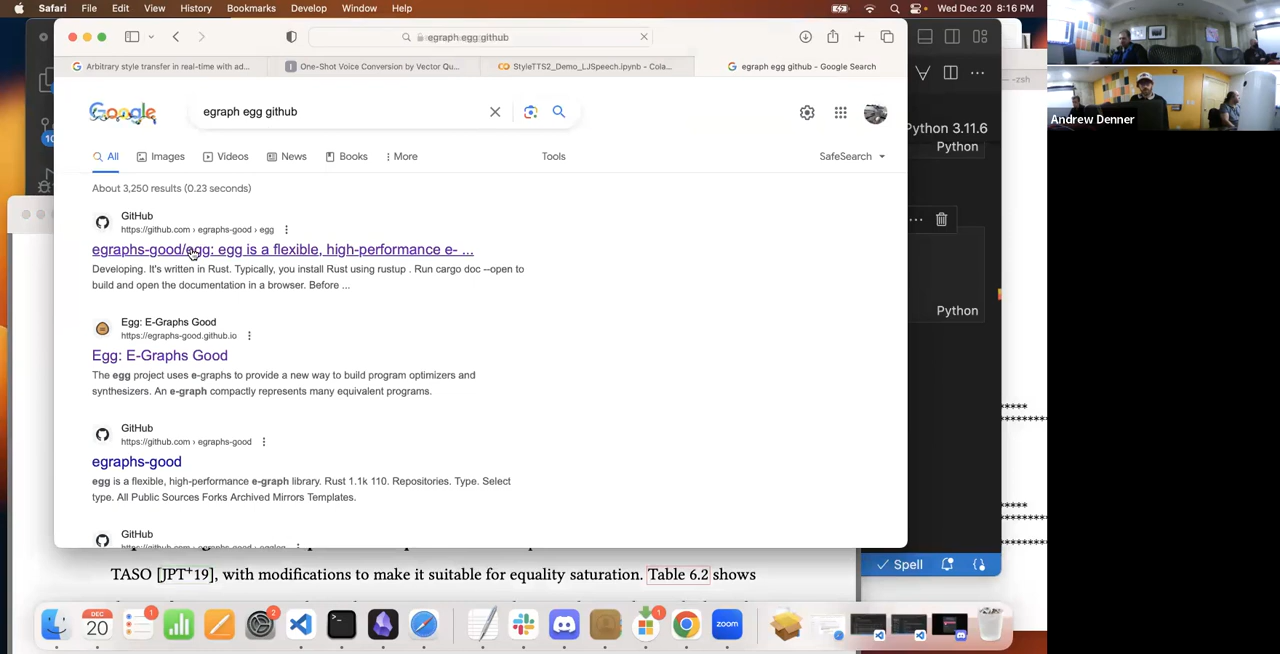 Safari File Edit View History Bookmarks Develop Window Help
Wed Dec 20 8:16 PM
egraph egg github
Arbitrary style transfer in real-time with ad...
One-Shot Voice Conversion by Vector Qu...
StyleTTS2_Demo_LJSpeech.ipynb - Cola...
egraph egg github - Google Search
-zsh
Andrew Denner
Google
egraph egg github
Python 3.11.6
Python
All Images Videos News Books More Tools SafeSearch
About 3,250 results (0.23 seconds)
GitHub
https://github.com › egraphs-good › egg
egraphs-good/egg: egg is a flexible, high-performance e- ...
Developing. It's written in Rust. Typically, you install Rust using rustup . Run cargo doc --open to
build and open the documentation in a browser. Before ...
Python
Egg: E-Graphs Good
https://egraphs-good.github.io
Egg: E-Graphs Good
The egg project uses e-graphs to provide a new way to build program optimizers and
synthesizers. An e-graph compactly represents many equivalent programs.
GitHub
https://github.com › egraphs-good
egraphs-good
egg is a flexible, high-performance e-graph library. Rust 1.1k 110. Repositories. Type. Select
type. All Public Sources Forks Archived Mirrors Templates.
GitHub
TASO [JPT+19], with modifications to make it suitable for equality saturation. Table 6.2 shows
Spell
DEC
20
1
2
1
zoom